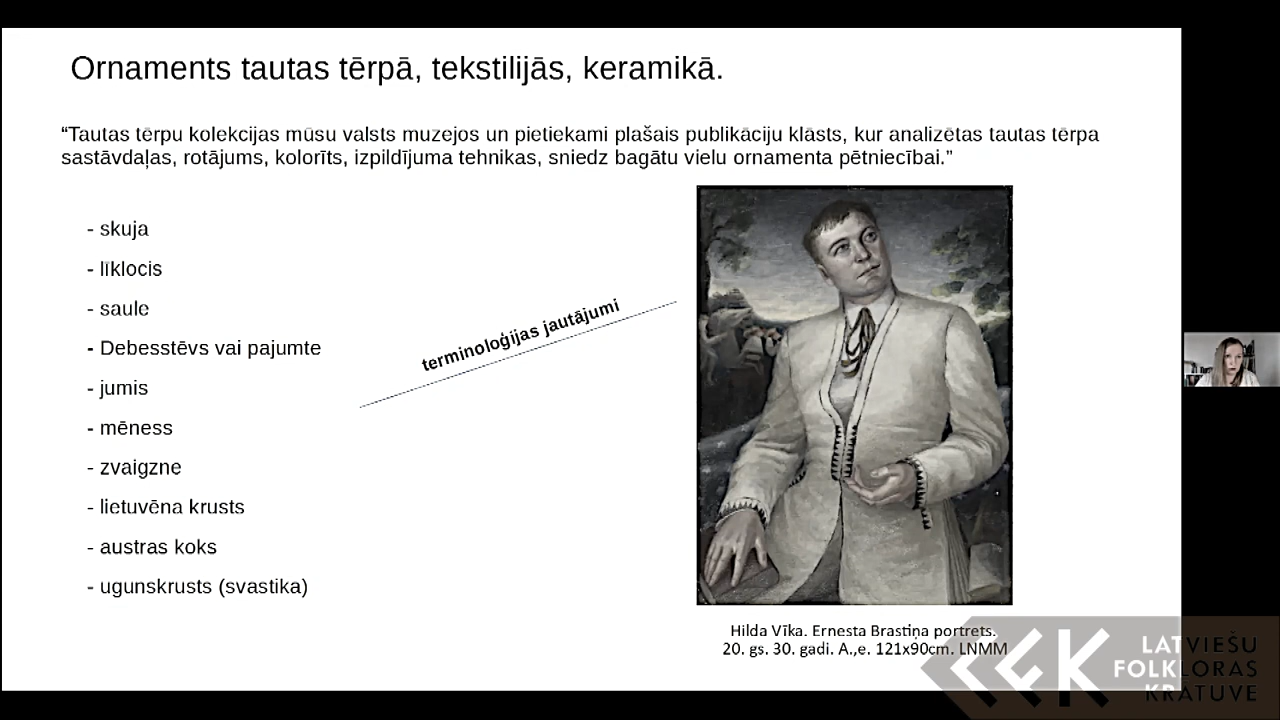 Ornaments tautas tērpā, tekstilijās, keramikā.
“Tautas tērpu kolekcijas mūsu valsts muzejos un pietiekami plašais publikāciju klāsts, kur analizētas tautas tērpa
sastāvdaļas, rotājums, kolorīts, izpildījuma tehnikas, sniedz bagātu vielu ornamenta pētniecībai.”
- skuja
- līklocis
- saule
- Debesstēvs vai pajumte
- jumis
- mēness
- zvaigzne
- lietuvēna krusts
- austras koks
- ugunskrusts (svastika)
terminoloģijas jautājumi
Hilda Vīka. Ernesta Brastiņa portrets.
20. gs. 30. gadi. A.,e. 121x90cm. LNMM
LATVIEŠU
FOLKLORAS
KRĀTUVE